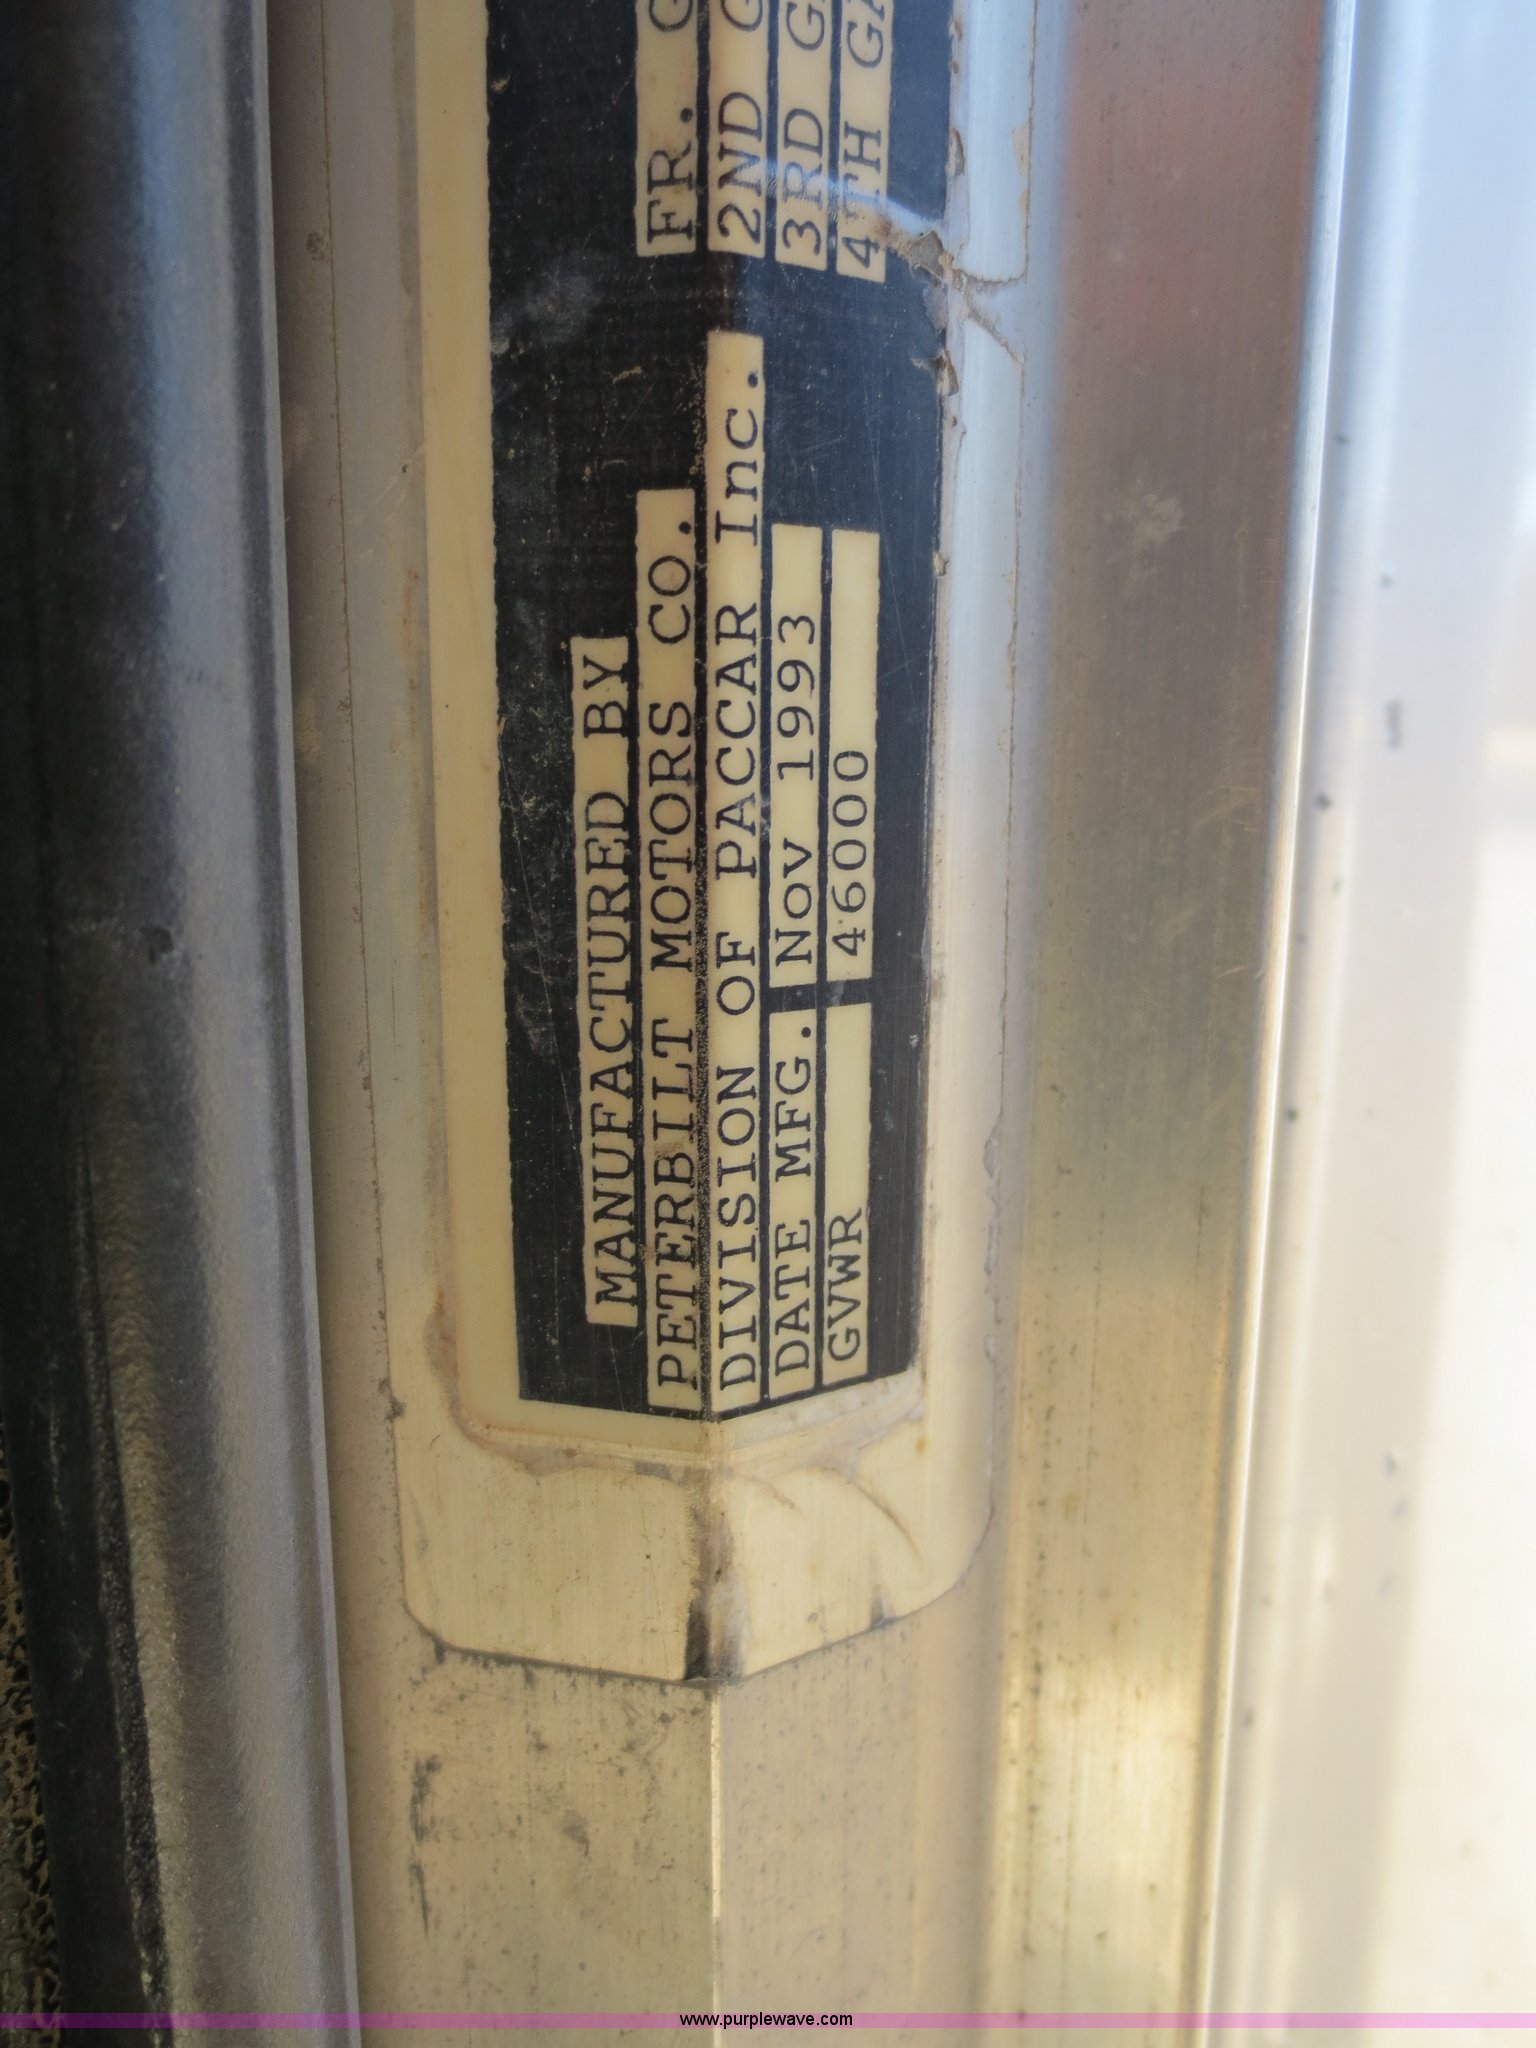 MANUFACTURED BY
PETERBILT MOTORS CO.
DIVISION OF PACCAR Inc.
DATE MFG. Nov 1993
GVWR 46000
FR.
2ND
3RD
4TH
www.purplewave.com